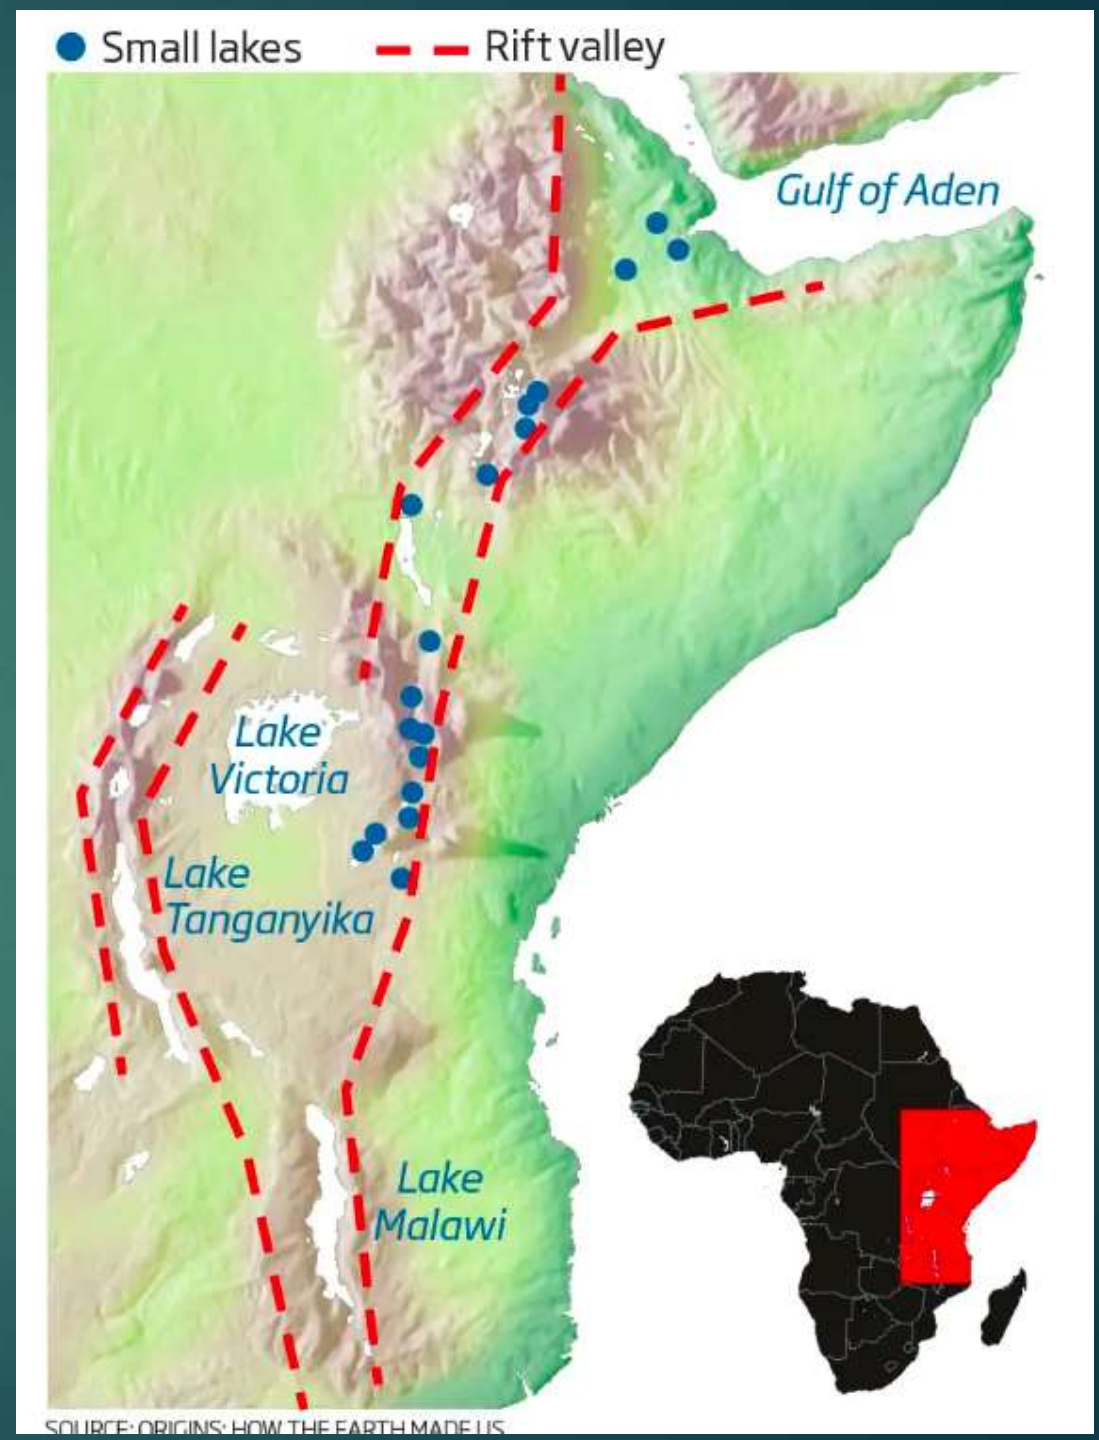 Small lakes
Rift valley
Gulf of Aden
Lake
Victoria
Lake
Tanganyika
Lake
Malawi
SOURCE: ORIGINS: HOW THE EARTH MADE US